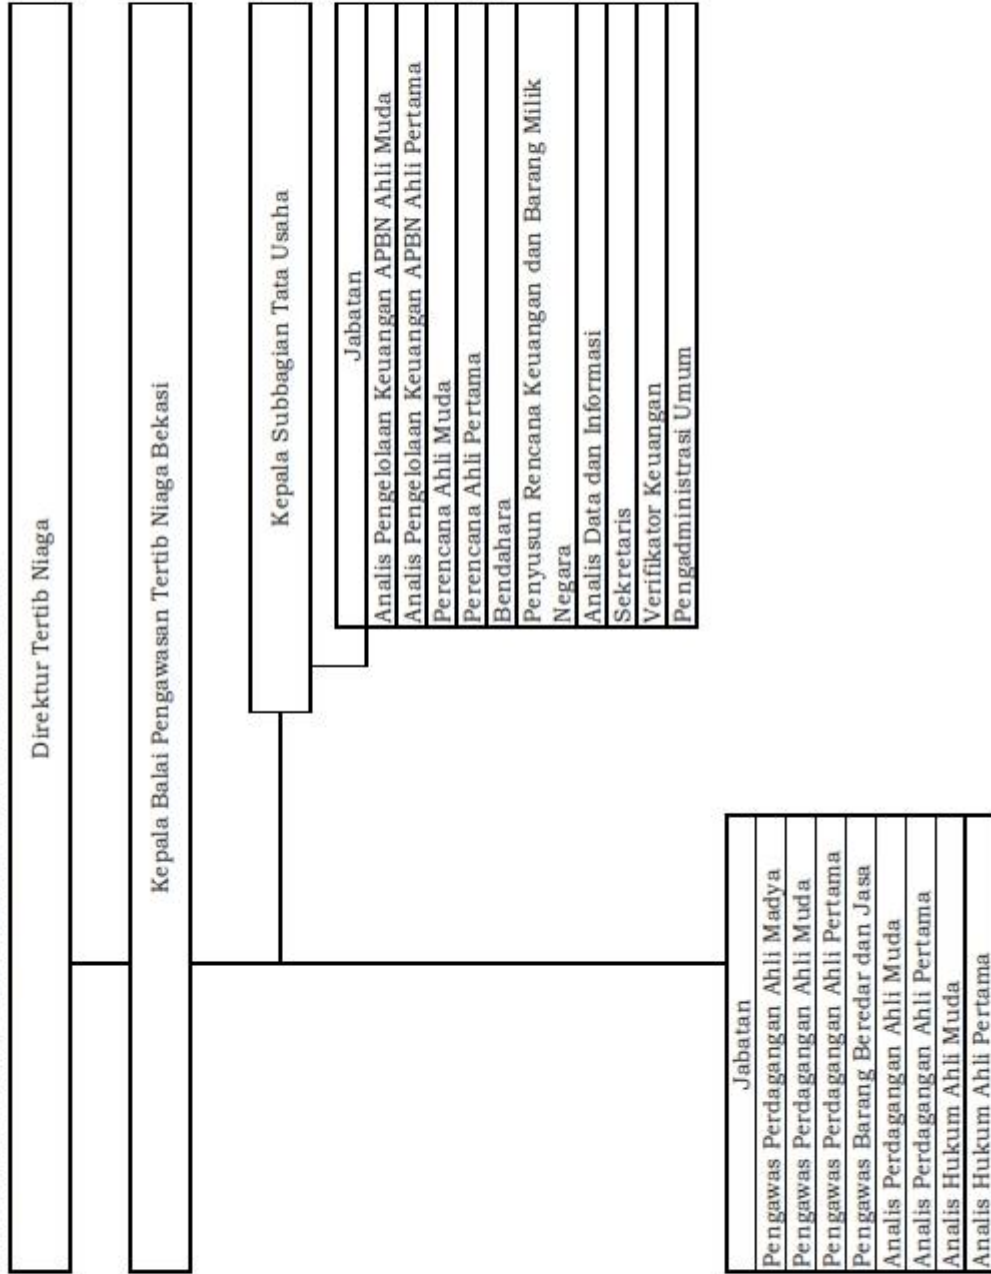 Direktur Tertib Niaga
Kepala Balai Pengawasan Tertib Niaga Bekasi
Kepala Subbagian Tata Usaha
Jabatan
Analis Pengelolaan Keuangan APBN Ahli Muda
Analis Pengelolaan Keuangan APBN Ahli Pertama
Perencana Ahli Muda
Perencana Ahli Pertama
Bendahara
Penyusun Rencana Keuangan dan Barang Milik
Negara
Analis Data dan Informasi
Sekretaris
Verifikator Keuangan
Pengadministrasi Umum
Jabatan
Pengawas Perdagangan Ahli Madya
Pengawas Perdagangan Ahli Muda
Pengawas Perdagangan Ahli Pertama
Pengawas Barang Beredar dan Jasa
Analis Perdagangan Ahli Muda
Analis Perdagangan Ahli Pertama
Analis Hukum Ahli Muda
Analis Hukum Ahli Pertama